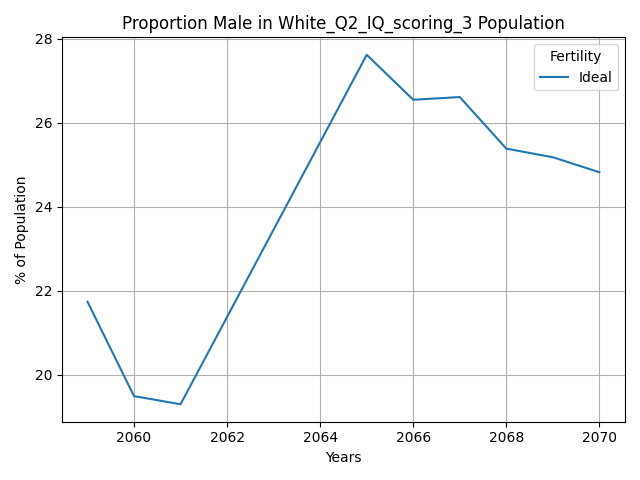 Proportion Male in White_Q2_IQ_scoring_3 Population
28
26
24
22
20
% of Population
Fertility
Ideal
2060 2062 2064 2066 2068 2070
Years